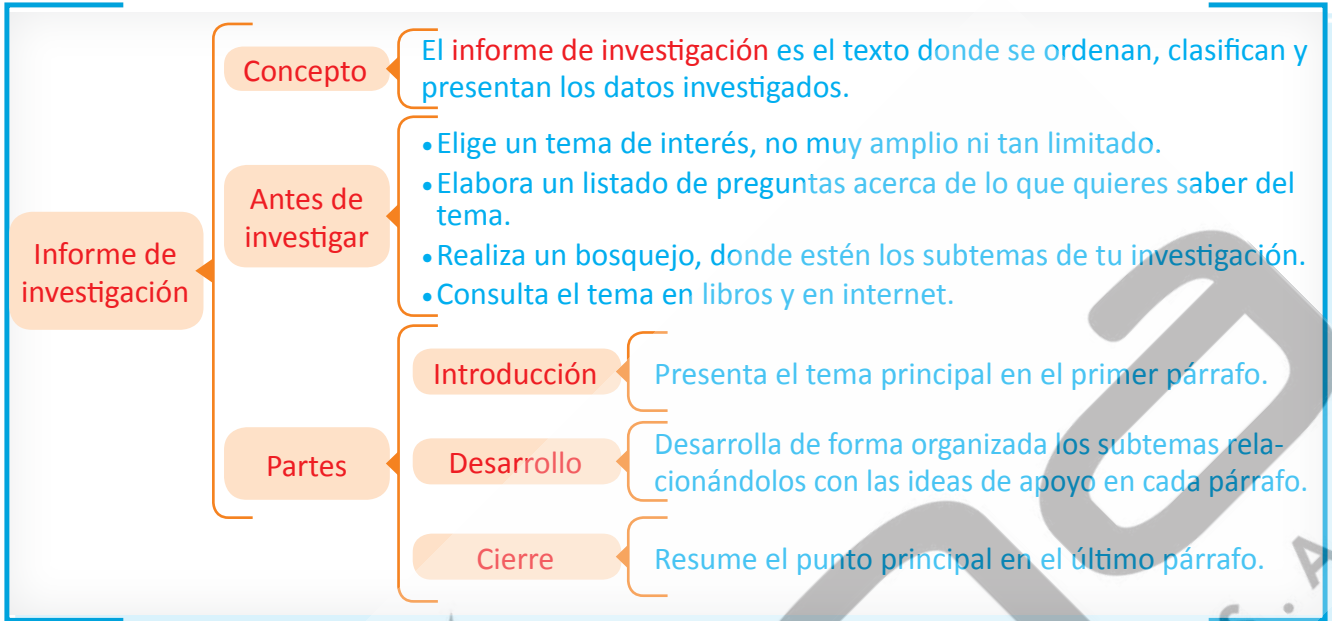 Informe de
investigación
Concepto
El informe de investigación es el texto donde se ordenan, clasifican y
presentan los datos investigados.
Antes de
investigar
•Elige un tema de interés, no muy amplio ni tan limitado.
•Elabora un listado de preguntas acerca de lo que quieres saber del
tema.
•Realiza un bosquejo, donde estén los subtemas de tu investigación.
•Consulta el tema en libros y en internet.
Partes
Introducción
Presenta el tema principal en el primer párrafo.
Desarrollo
Desarrolla de forma organizada los subtemas rela-
cionándolos con las ideas de apoyo en cada párrafo.
Cierre
Resume el punto principal en el último párrafo.